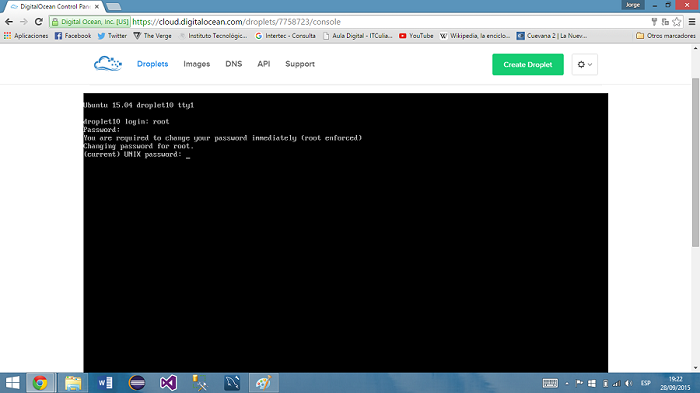 DigitalOcean Control Pan
Jorge
Digital Ocean, Inc. [US] https://cloud.digitalocean.com/droplets/7758723/console
Aplicaciones Facebook Twitter The Verge Instituto Tecnológic... Intertec - Consulta Aula Digital - ITCulia... YouTube Wikipedia, la enciclo... Cuevana 2 | La Nuev... Otros marcadores
Droplets Images DNS API Support Create Droplet
Ubuntu 15.04 droplet10 tty1
droplet10 login: root
Password:
You are required to change your password immediately (root enforced)
Changing password for root.
(current) UNIX password: _
ESP 19:22
28/09/2015